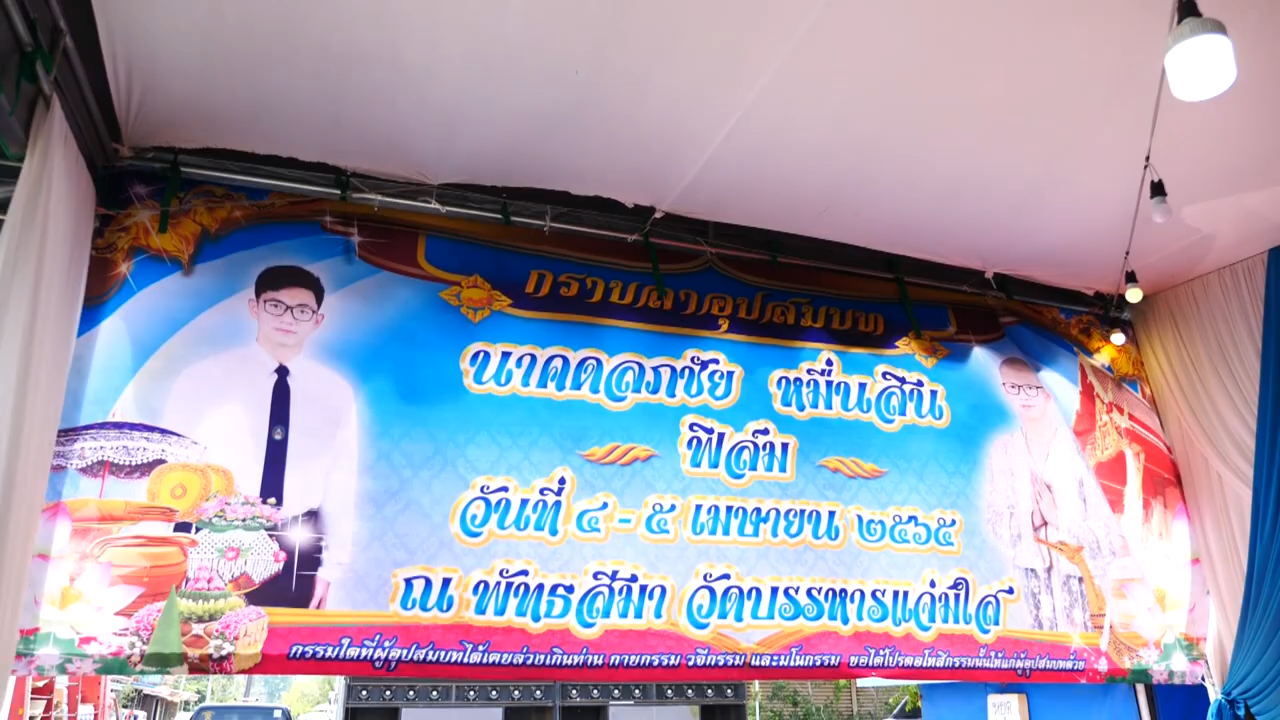 กราบลาอุปสมบท
นาคดลภชัย หมื่นสีน
ฟิล์ม
วันที่ ๔ - ๕ เมษายน ๒๕๖๕
ณ พัทธสีมา วัดบรรหารแจ่มใส
กรรมใดที่ผู้อุปสมบทได้เคยล่วงเกินท่าน กายกรรม วจีกรรม และมโนกรรม ขอได้โปรดอโหสิกรรมนั้นให้แก่ผู้อุปสมบทด้วย